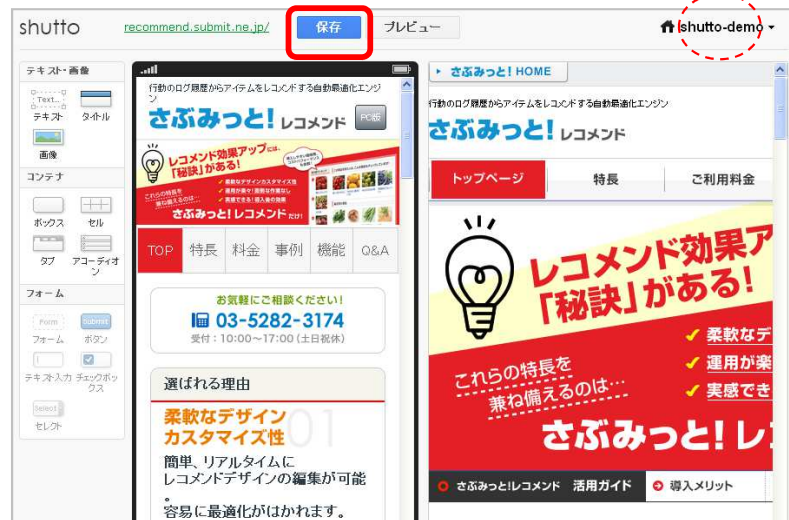 shutto
recommend.submit.ne.jp/
保存
プレビュー
shutto-demo
テキスト・画像
Text...
テキスト
タイトル
画像
コンテナ
ボックス
セル
タブ
アコーディオン
フォーム
Form
Submit
フォーム
ボタン
テキスト入力
チェックボックス
Select
セレクト
行動のログ履歴からアイテムをレコメンドする自動最適化エンジン
さぶみっと! レコメンド
PC版
レコメンド効果アップには、
「秘訣」がある!
これらの特長を
兼ね備えるのは…
さぶみっと!レコメンドだけ!
TOP
特長
料金
事例
機能
Q&A
お気軽にご相談ください!
03-5282-3174
受付:10:00～17:00(土日祝休)
選ばれる理由
01
柔軟なデザイン
カスタマイズ性
簡単、リアルタイムに
レコメンドデザインの編集が可能
。
容易に最適化がはかれます。
さぶみっと! HOME
行動のログ履歴からアイテムをレコメンドする自動最適化エンジン
さぶみっと! レコメンド
トップページ
特長
ご利用料金
レコメンド効果ア
「秘訣」がある!
柔軟なデ
運用が楽
実感でき
これらの特長を
兼ね備えるのは…
さぶみっと!レ
さぶみっと!レコメンド 活用ガイド
導入メリット